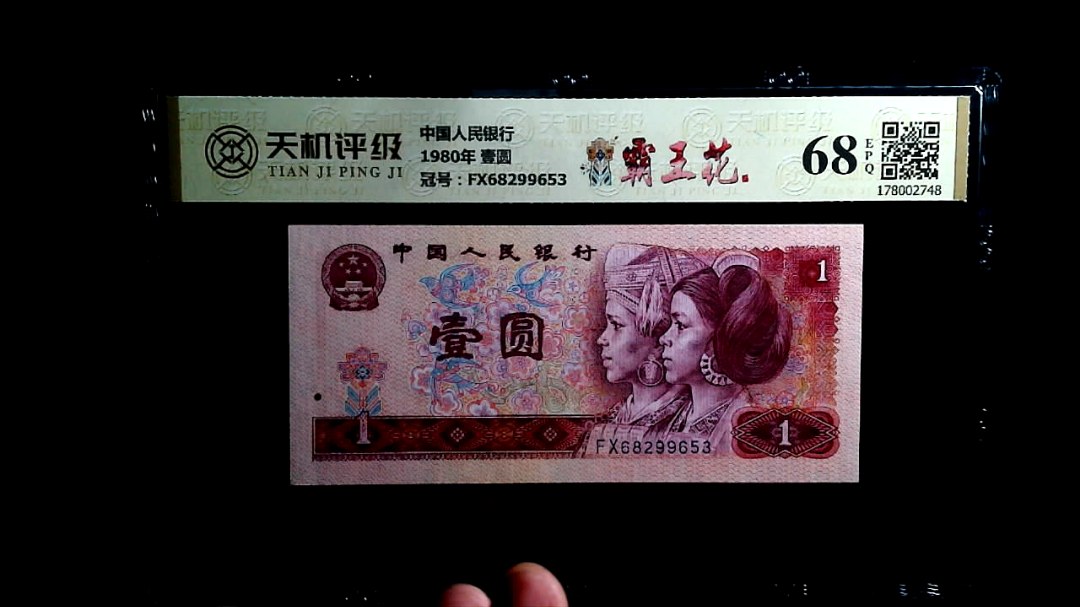 天机评级
TIAN JI PING JI
中国人民银行
1980年 壹圆
冠号：FX68299653
霸王花
68
EPQ
178002748
中国人民银行
1
壹圆
1
FX68299653
1